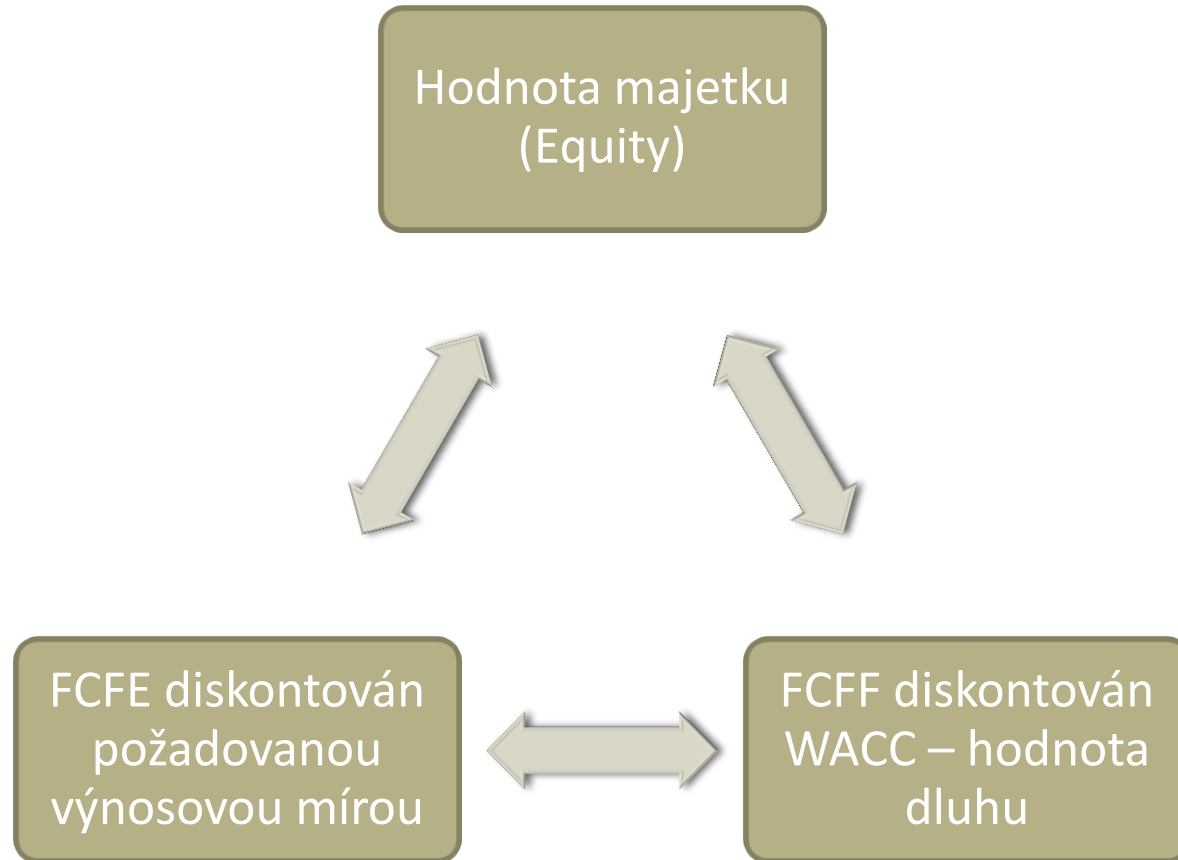 Hodnota majetku
(Equity)
FCFE diskontován
požadovanou
výnosovou mírou
FCFF diskontován
WACC – hodnota
dluhu